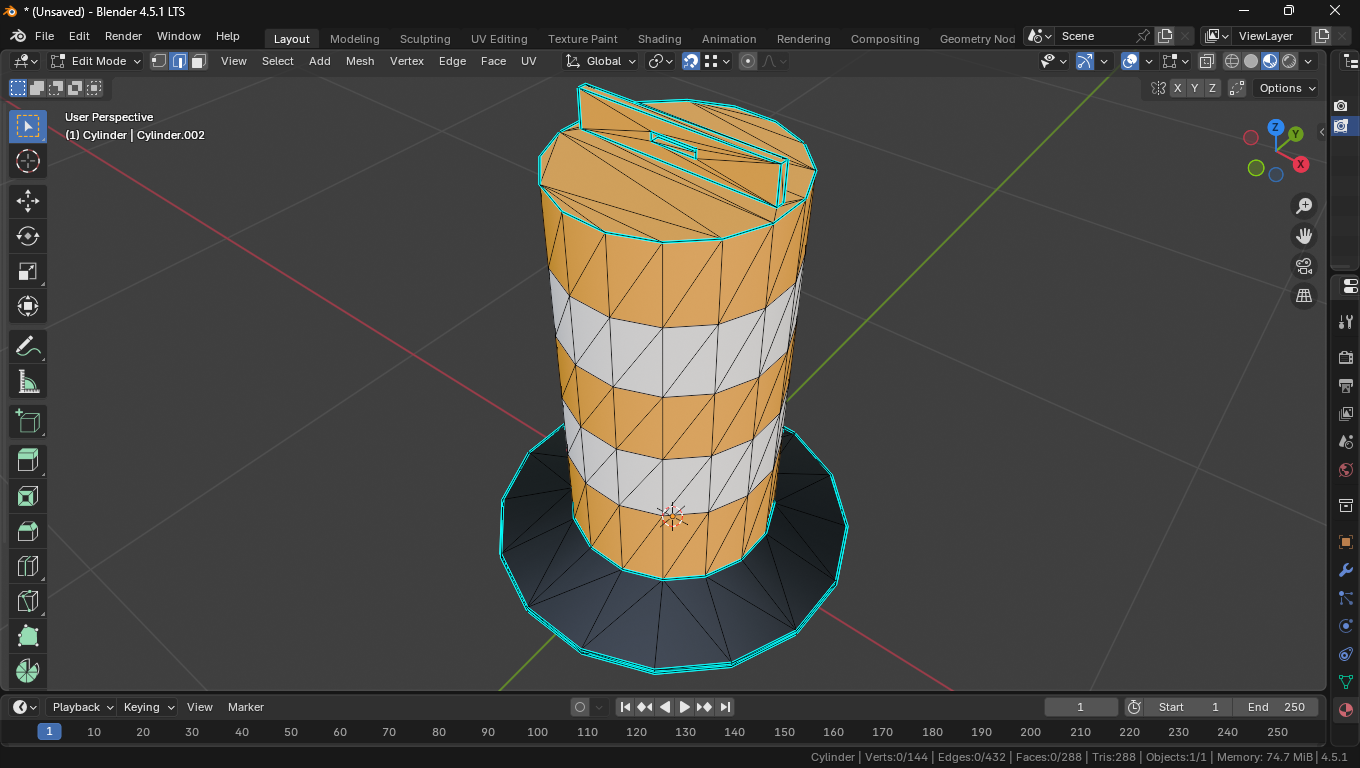 * (Unsaved) - Blender 4.5.1 LTS
File Edit Render Window Help
Layout Modeling Sculpting UV Editing Texture Paint Shading Animation Rendering Compositing Geometry Nod
Scene
ViewLayer
Edit Mode
View Select Add Mesh Vertex Edge Face UV
Global
X Y Z
Options
User Perspective
(1) Cylinder | Cylinder.002
Z
Y
X
Playback Keying View Marker
1
Start 1
End 250
1 10 20 30 40 50 60 70 80 90 100 110 120 130 140 150 160 170 180 190 200 210 220 230 240 250
Cylinder | Verts:0/144 | Edges:0/432 | Faces:0/288 | Tris:288 | Objects:1/1 | Memory: 74.7 MiB | 4.5.1